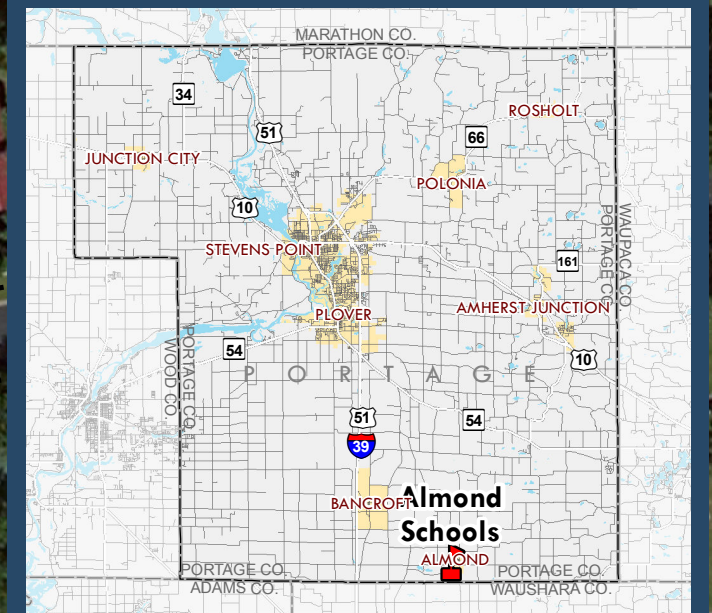 MARATHON CO.
PORTAGE CO.
34
51
ROSHOLT
66
JUNCTION CITY
POLONIA
10
WAUPACA CO
PORTAGE CO.
STEVENS POINT
161
PLOVER
AMHERST JUNCTION
PORTAGE CO.
WOOD CO.
54
10
PORTAGE
51
54
39
BANCROFT
Almond
Schools
ALMOND
PORTAGE CO.
ADAMS CO.
PORTAGE CO.
WAUSHARA CO.